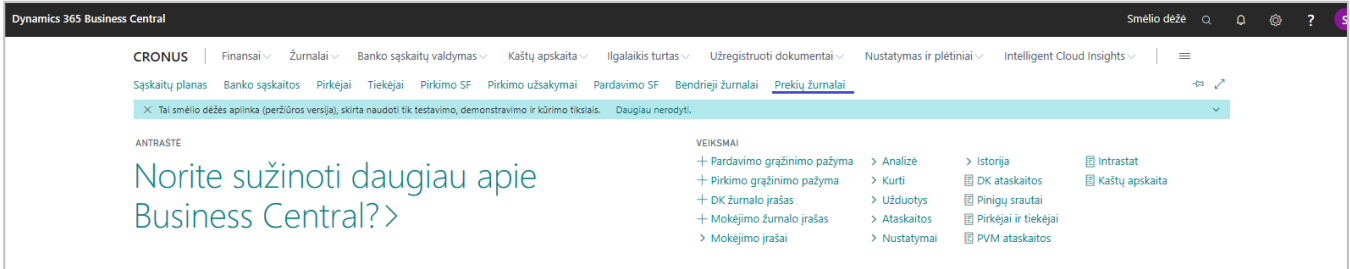 Dynamics 365 Business Central Smėlio dėžė ?
CRONUS Finansai Žurnalai Banko sąskaitų valdymas Kaštų apskaita Ilgalaikis turtas Užregistruoti dokumentai Nustatymas ir plėtiniai Intelligent Cloud Insights
Sąskaitų planas Banko sąskaitos Pirkėjai Tiekėjai Pirkimo SF Pirkimo užsakymai Pardavimo SF Bendrieji žurnalai Prekių žurnalai
Tai smėlio dėžės aplinka (peržiūros versija), skirta naudoti tik testavimo, demonstravimo ir kūrimo tikslais. Daugiau nerodyti.
ANTRAŠTĖ
Norite sužinoti daugiau apie
Business Central?
VEIKSMAI
+ Pardavimo grąžinimo pažyma > Analizė > Istorija Intrastat
+ Pirkimo grąžinimo pažyma > Kurti DK ataskaitos Kaštų apskaita
+ DK žurnalo įrašas > Užduotys Pinigų srautai
+ Mokėjimo žurnalo įrašas > Ataskaitos Pirkėjai ir tiekėjai
> Mokėjimo įrašai > Nustatymai PVM ataskaitos